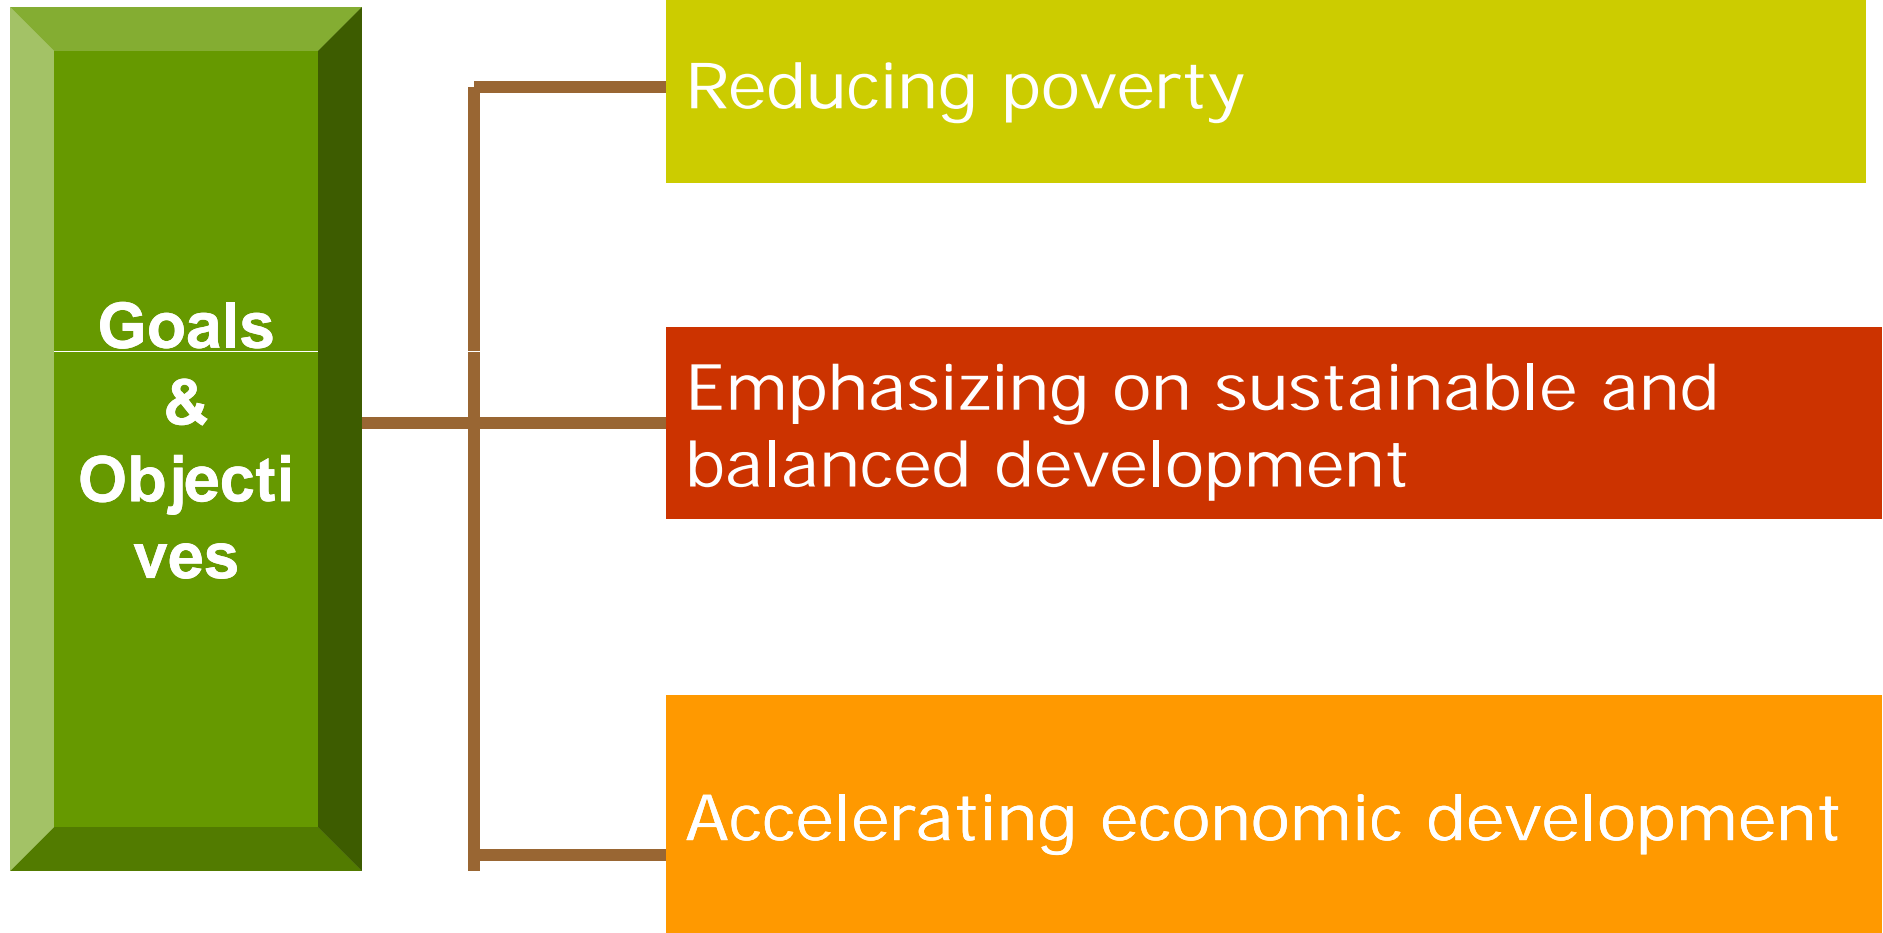 Goals
&
Objecti
ves
Reducing poverty
Emphasizing on sustainable and
balanced development
Accelerating economic development